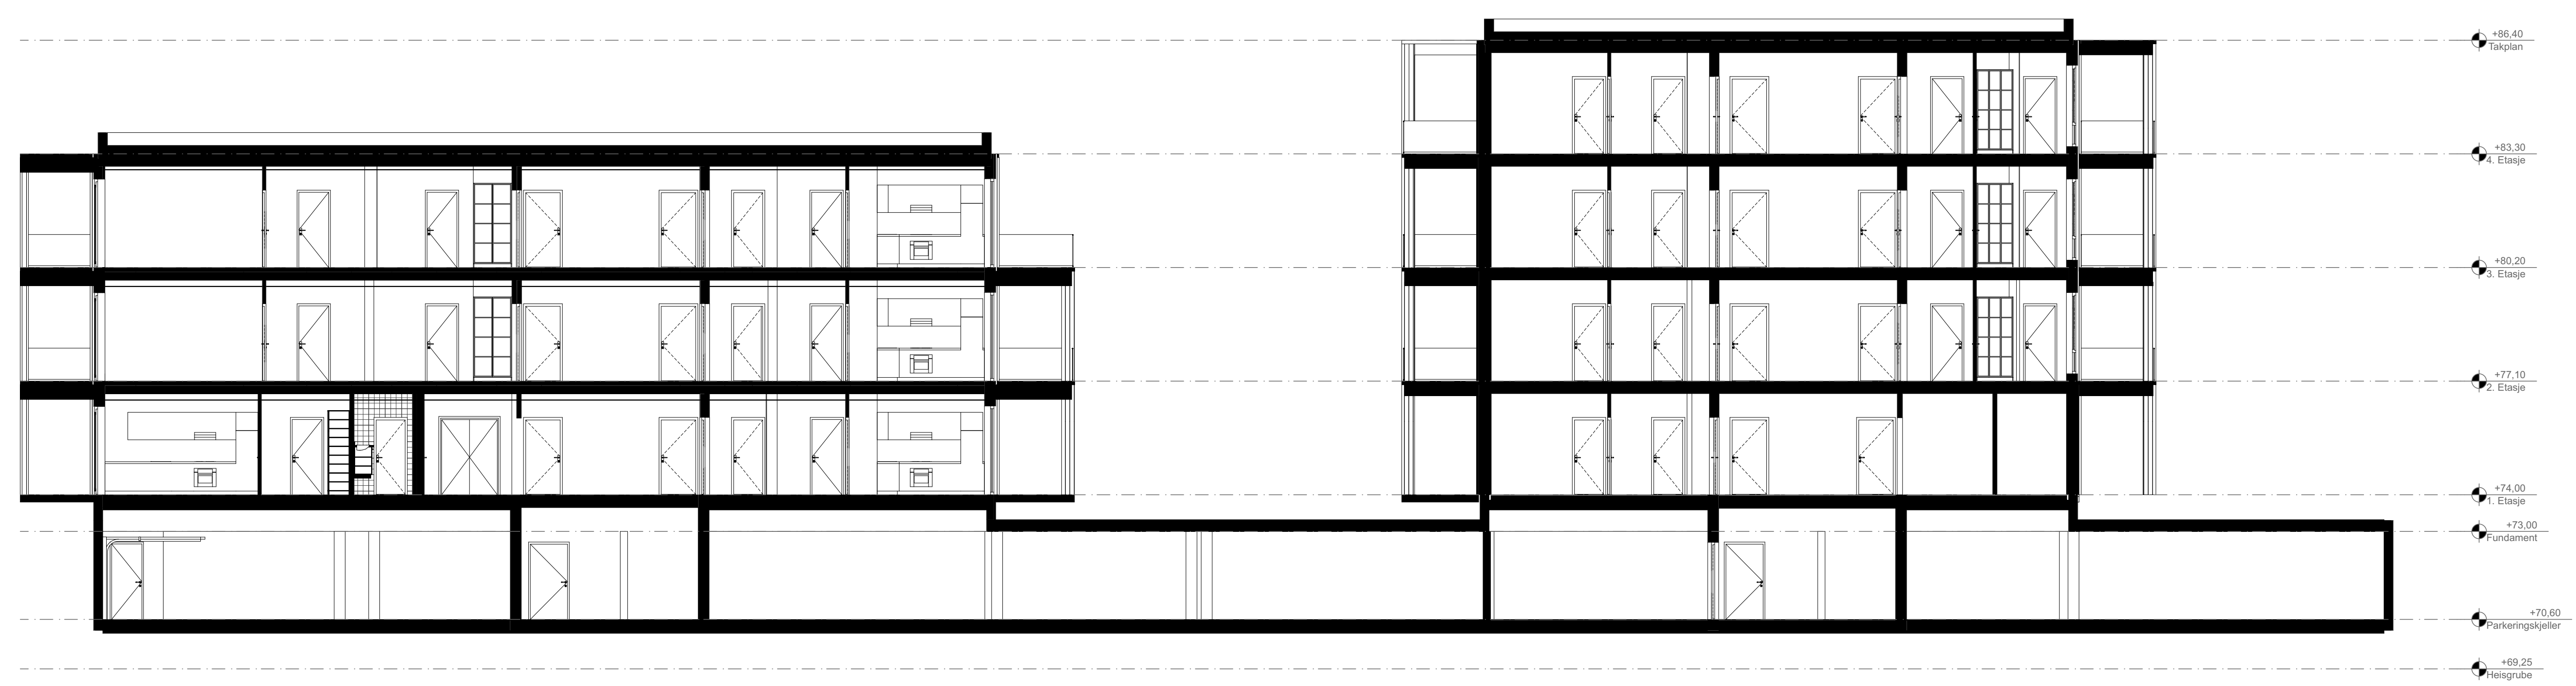 +86,40
Takplan
+83,30
4. Etasje
+80,20
3. Etasje
+77,10
2. Etasje
+74,00
1. Etasje
+73,00
Fundament
+70,60
Parkeringskjeller
+69,25
Heisgrube